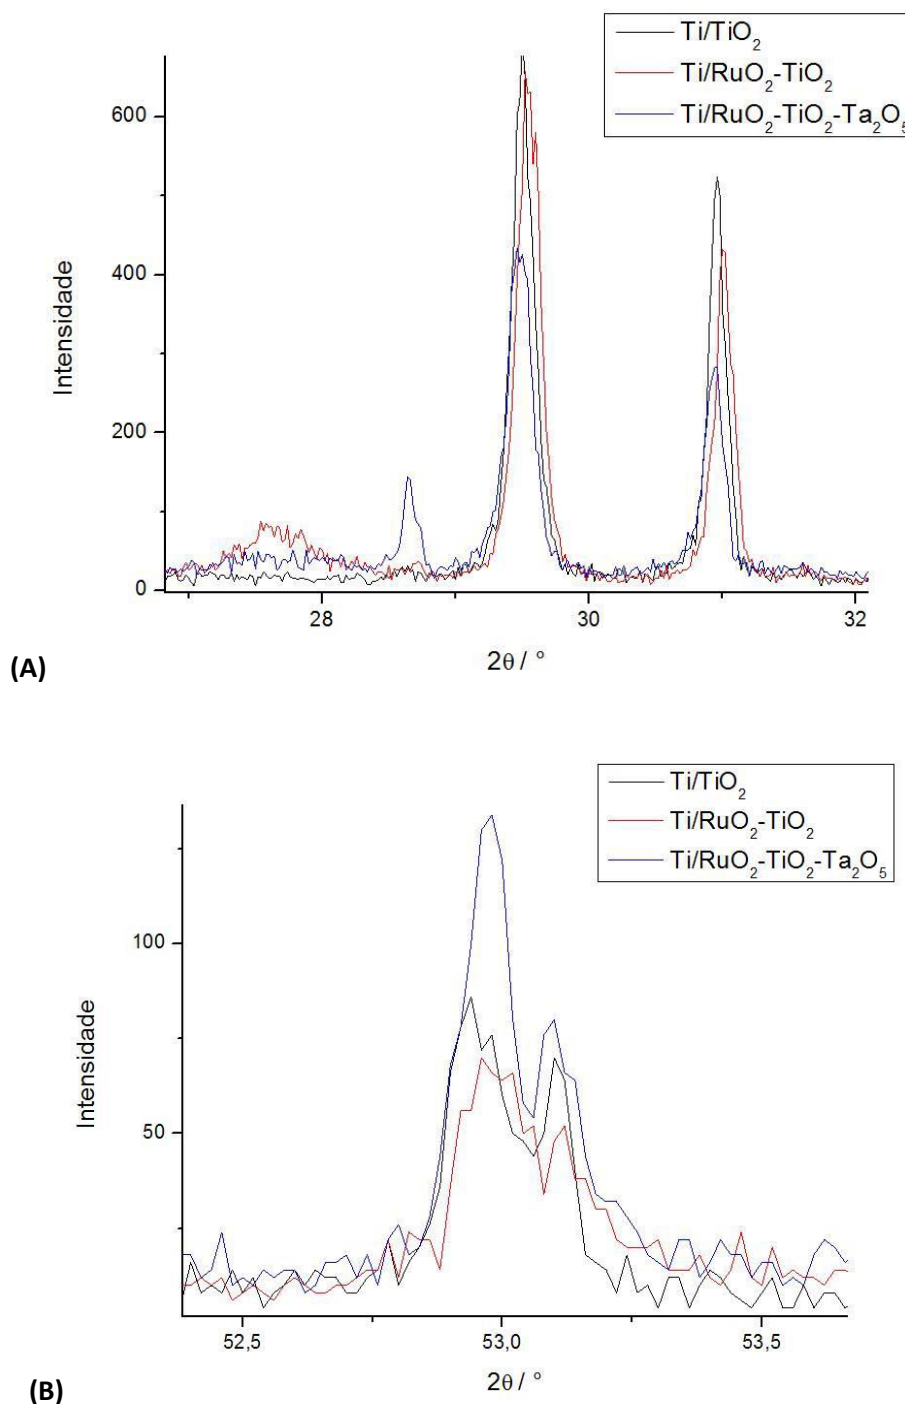 Ti/TiO₂
Ti/RuO₂-TiO₂
Ti/RuO₂-TiO₂-Ta₂O₅
600
400
200
0
Intensidade
28
30
32
2θ / °
(A)
Ti/TiO₂
Ti/RuO₂-TiO₂
Ti/RuO₂-TiO₂-Ta₂O₅
100
50
Intensidade
52,5
53,0
53,5
2θ / °
(B)